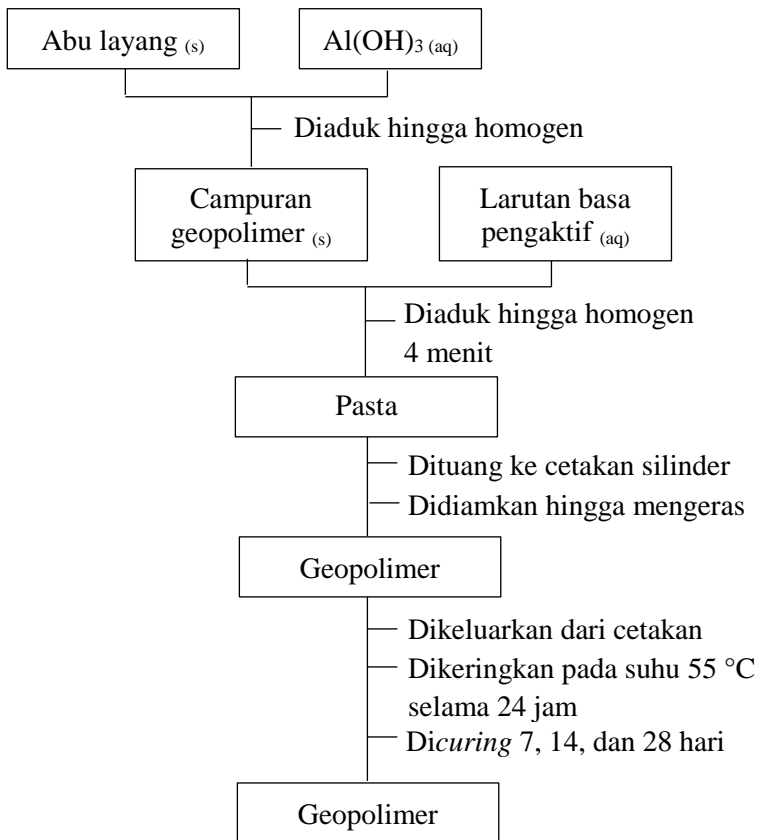 Abu layang (s)
Al(OH)3 (aq)
Diaduk hingga homogen
Campuran
geopolimer (s)
Larutan basa
pengaktif (aq)
Diaduk hingga homogen
4 menit
Pasta
Dituang ke cetakan silinder
Didiamkan hingga mengeras
Geopolimer
Dikeluarkan dari cetakan
Dikeringkan pada suhu 55 °C
selama 24 jam
Dicuring 7, 14, dan 28 hari
Geopolimer